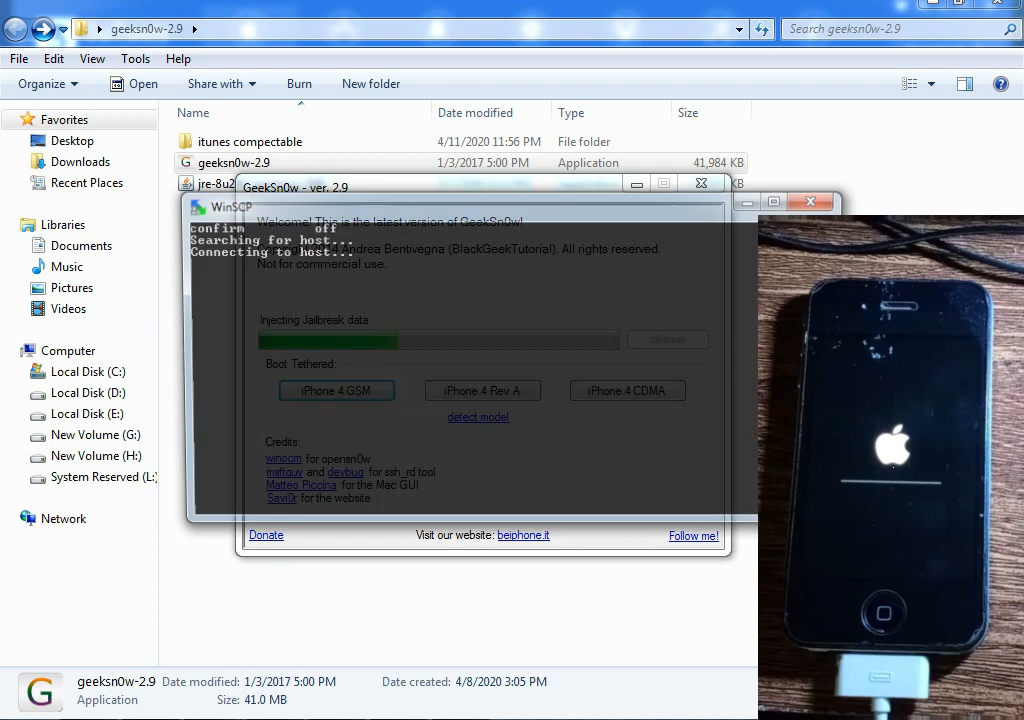 geeksn0w-2.9
Search geeksn0w-2.9
File Edit View Tools Help
Organize Open Share with Burn New folder
Name Date modified Type Size
Favorites
Desktop
Downloads
Recent Places
Libraries
Documents
Music
Pictures
Videos
Computer
Local Disk (C:)
Local Disk (D:)
Local Disk (E:)
New Volume (G:)
New Volume (H:)
System Reserved (L:)
Network
itunes compectable 4/11/2020 11:56 PM File folder
geeksn0w-2.9 1/3/2017 5:00 PM Application 41,984 KB
jre-8u2 KB
GeekSn0w - ver. 2.9
WinSCP
confirm off
Searching for host...
Connecting to host...
Welcome! This is the latest version of GeekSn0w!
Andrea Bentivegna (BlackGeekTutorial). All rights reserved.
Not for commercial use.
Injecting Jailbreak data
Jailbreak
Boot Tethered:
iPhone 4 GSM iPhone 4 Rev A iPhone 4 CDMA
detect model
Credits:
winocm for opensn0w
msftguy and devbug for ssh_rd tool
Matteo Piccina for the Mac GUI
Savi0r for the website
Donate Visit our website: beiphone.it Follow me!
geeksn0w-2.9 Date modified: 1/3/2017 5:00 PM Date created: 4/8/2020 3:05 PM
Application Size: 41.0 MB